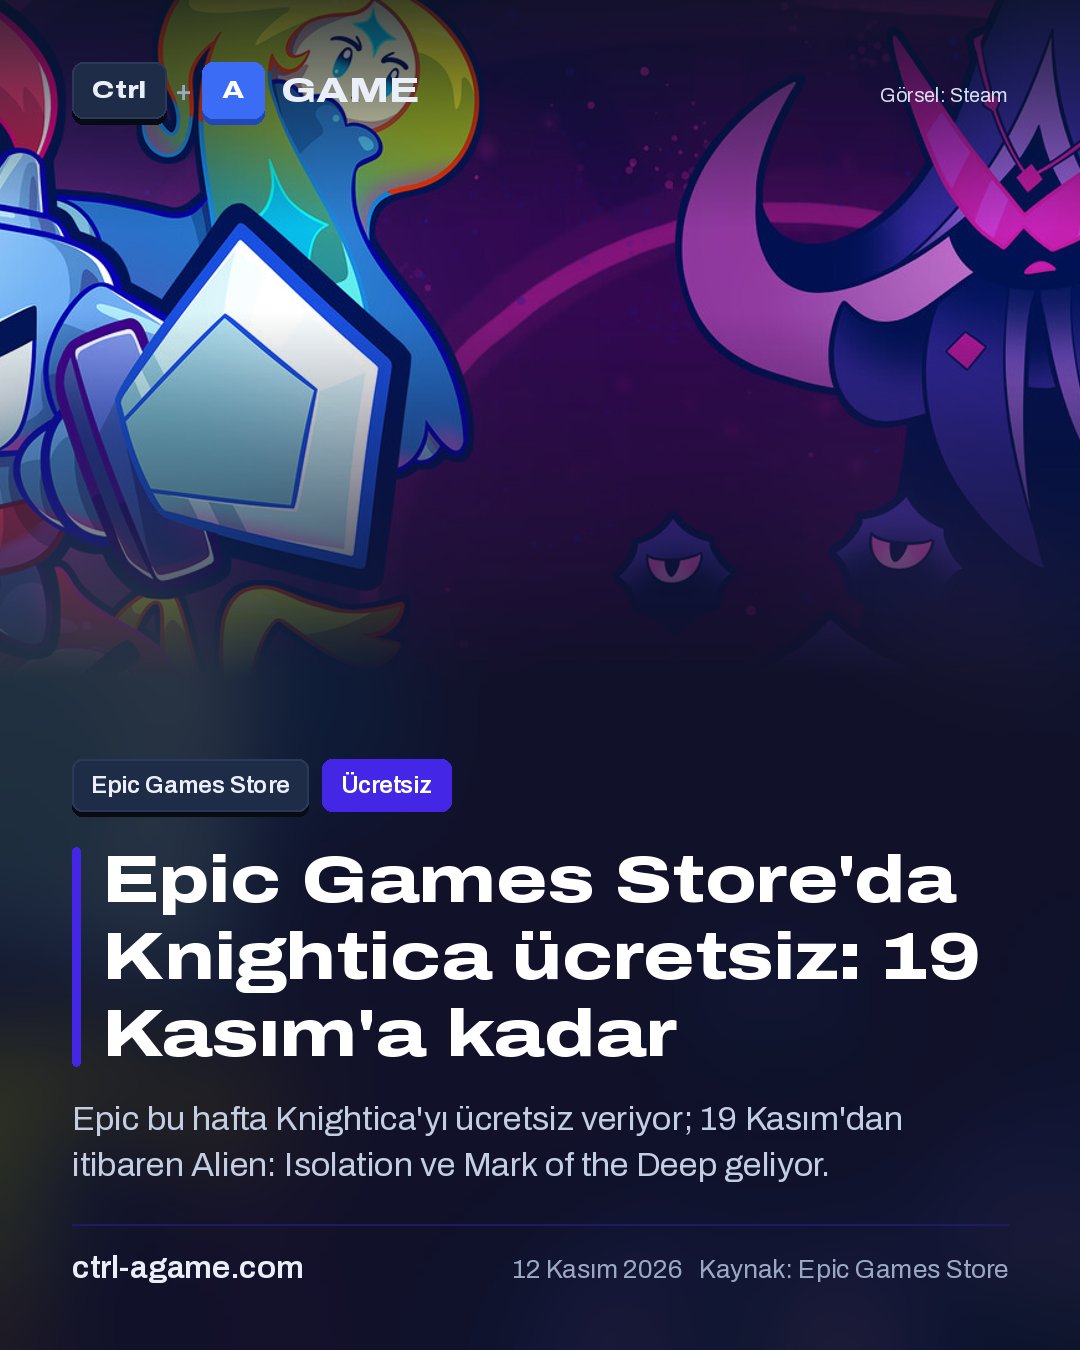 Ctrl + A GAME
Görsel: Steam
Epic Games Store
Ücretsiz
Epic Games Store'da
Knightica ücretsiz: 19
Kasım'a kadar
Epic bu hafta Knightica'yı ücretsiz veriyor; 19 Kasım'dan
itibaren Alien: Isolation ve Mark of the Deep geliyor.
ctrl-agame.com
12 Kasım 2026 Kaynak: Epic Games Store